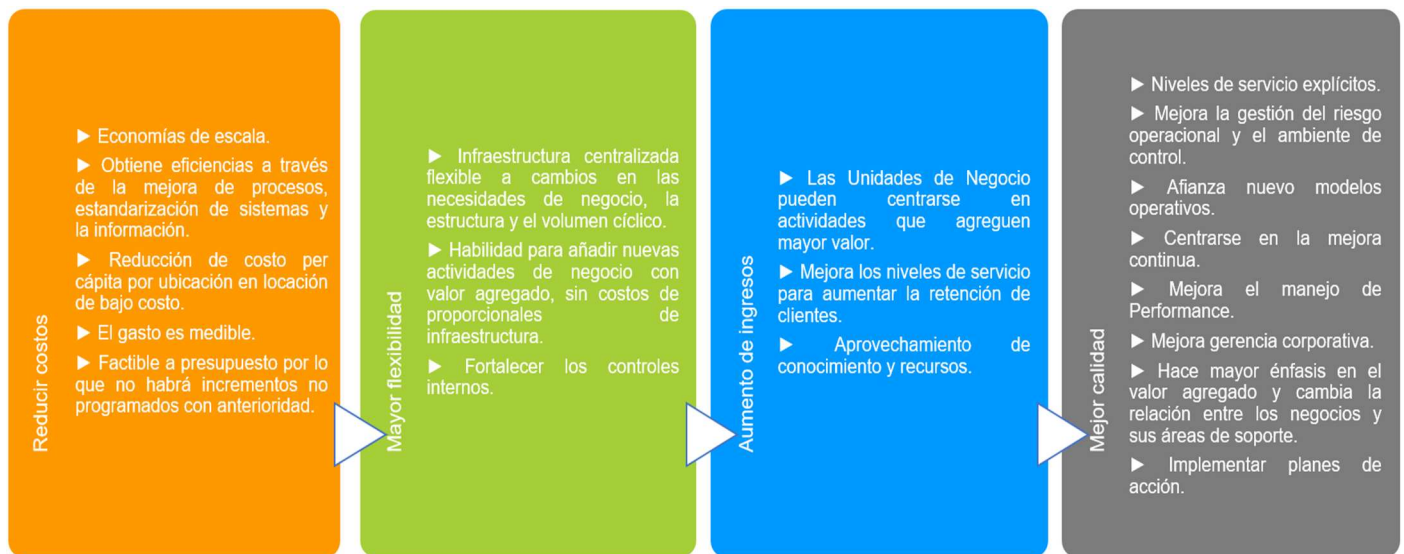 Reducir costos
► Economías de escala.
► Obtiene eficiencias a través
de la mejora de procesos,
estandarización de sistemas y
la información.
► Reducción de costo per
cápita por ubicación en locación
de bajo costo.
► El gasto es medible.
► Factible a presupuesto por lo
que no habrá incrementos no
programados con anterioridad.
Mayor flexibilidad
► Infraestructura centralizada
flexible a cambios en las
necesidades de negocio, la
estructura y el volumen cíclico.
► Habilidad para añadir nuevas
actividades de negocio con
valor agregado, sin costos de
proporcionales de
infraestructura.
► Fortalecer los controles
internos.
Aumento de ingresos
► Las Unidades de Negocio
pueden centrarse en
actividades que agreguen
mayor valor.
► Mejora los niveles de servicio
para aumentar la retención de
clientes.
► Aprovechamiento de
conocimiento y recursos.
Mejor calidad
► Niveles de servicio explícitos.
► Mejora la gestión del riesgo
operacional y el ambiente de
control.
► Afianza nuevo modelos
operativos.
► Centrarse en la mejora
continua.
► Mejora el manejo de
Performance.
► Mejora gerencia corporativa.
► Hace mayor énfasis en el
valor agregado y cambia la
relación entre los negocios y
sus áreas de soporte.
► Implementar planes de
acción.